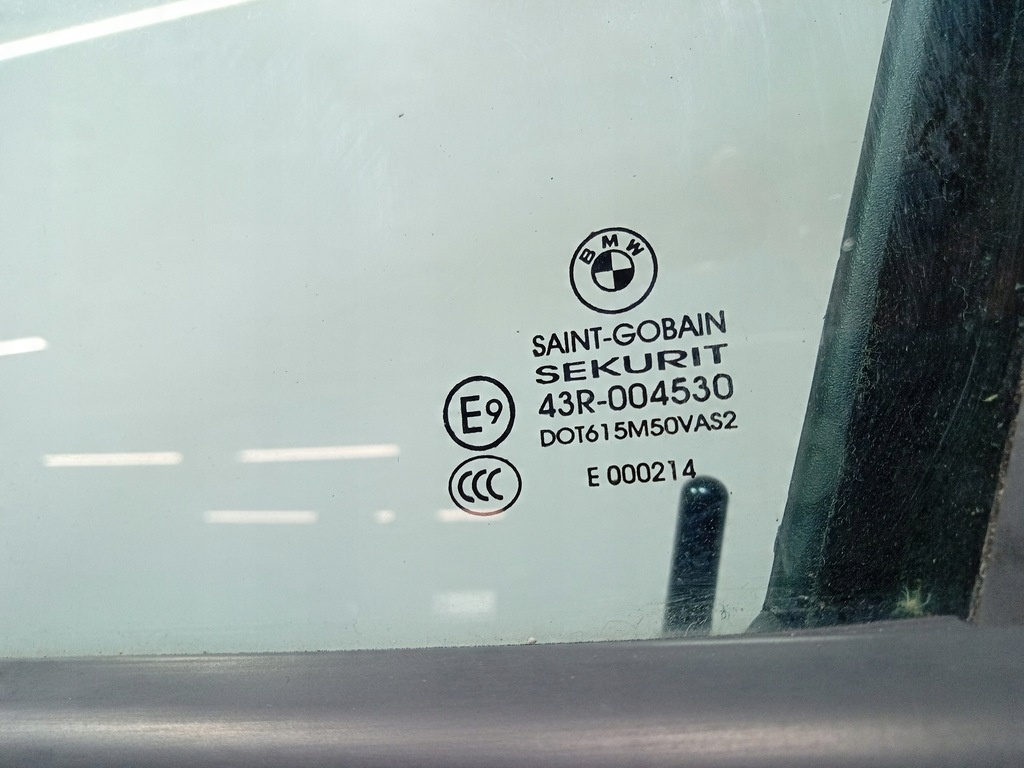 BMW
SAINT-GOBAIN
SEKURIT
43R-004530
E9
DOT615M50VAS2
CCC
E 000214